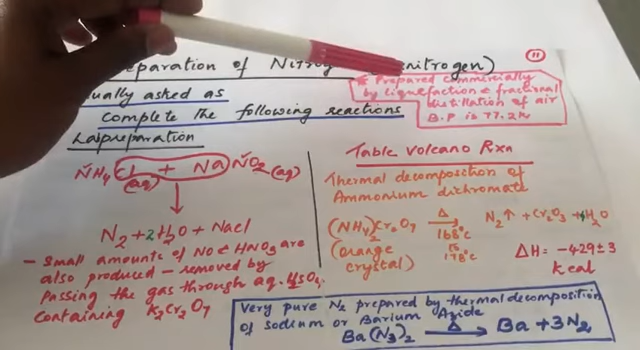 eparation of Nitrog nitrogen)
11
ually asked as
complete the following reactions
Labpreparation
* Prepared commercially
by liquefaction & fractional
distillation of air
B.P is 77.2K
NH4Cl + NaNO2 (aq)
(aq)
N2 + 2H2O + NaCl
- Small amounts of NO & HNO3 are
also produced - removed by
Passing the gas through aq. H2SO4
Containing K2Cr2O7
Table Volcano Rxn
Thermal decomposition of
Ammonium dichromate
(NH4)2Cr2O7 Δ N2↑ + Cr2O3 + 4H2O
168°c
to
178°c
(orange
crystal)
ΔH = -429±3
kcal
Very pure N2 prepared by thermal decomposition
of sodium or Barium Azide
Ba(N3)2 Δ Ba + 3N2